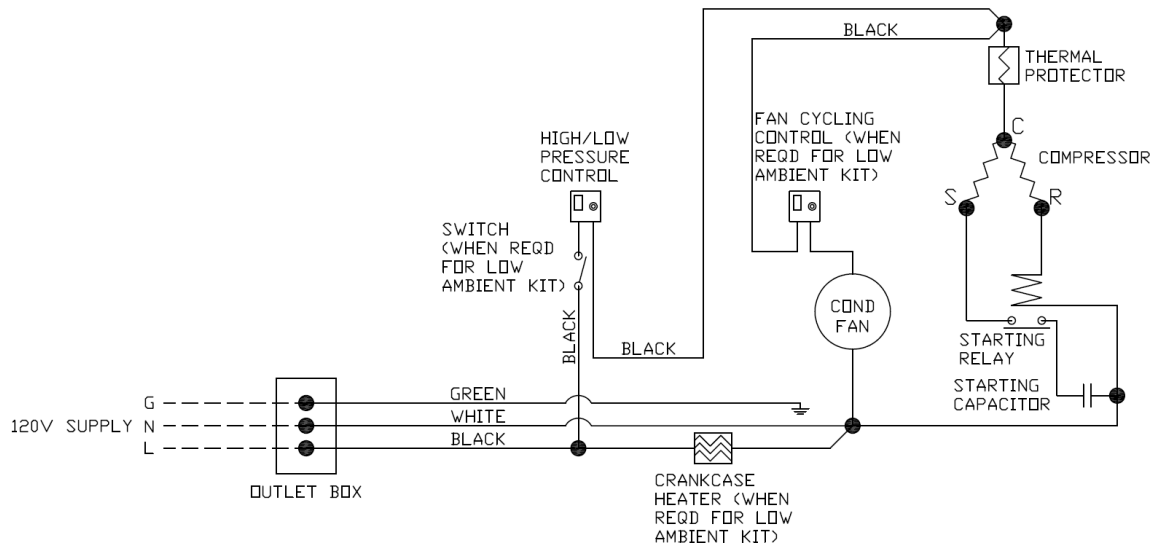 BLACK
THERMAL
PROTECTOR
C
COMPRESSOR
S
R
FAN CYCLING
CONTROL (WHEN
REQD FOR LOW
AMBIENT KIT)
HIGH/LOW
PRESSURE
CONTROL
SWITCH
(WHEN REQD
FOR LOW
AMBIENT KIT)
BLACK
BLACK
COND
FAN
STARTING
RELAY
STARTING
CAPACITOR
G
120V SUPPLY N
L
GREEN
WHITE
BLACK
OUTLET BOX
CRANKCASE
HEATER (WHEN
REQD FOR LOW
AMBIENT KIT)